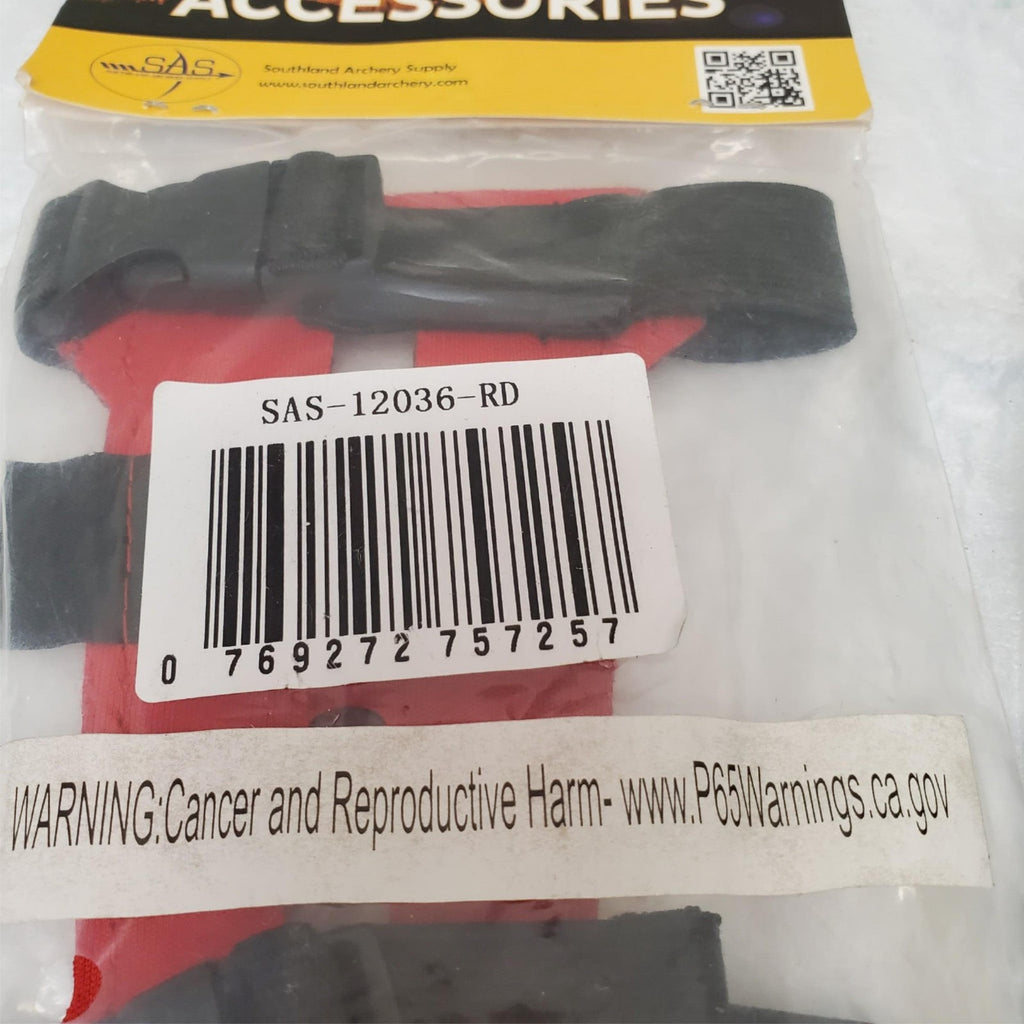 ACCESSORIES
SAS
Southland Archery Supply
www.southlandarchery.com
SAS-12036-RD
0 769272 757257
WARNING:Cancer and Reproductive Harm- www.P65Warnings.ca.gov